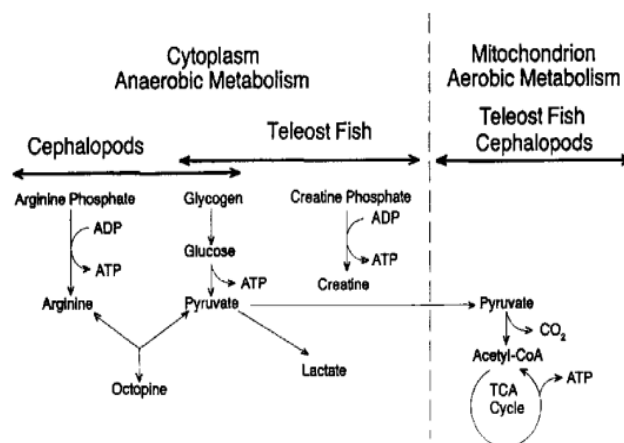 Cytoplasm
Anaerobic Metabolism
Mitochondrion
Aerobic Metabolism
Cephalopods
Teleost Fish
Teleost Fish
Cephalopods
Arginine Phosphate
ADP
ATP
Arginine
Octopine
Glycogen
Glucose
ATP
Pyruvate
Lactate
Creatine Phosphate
ADP
ATP
Creatine
Pyruvate
CO₂
Acetyl-CoA
TCA
Cycle
ATP